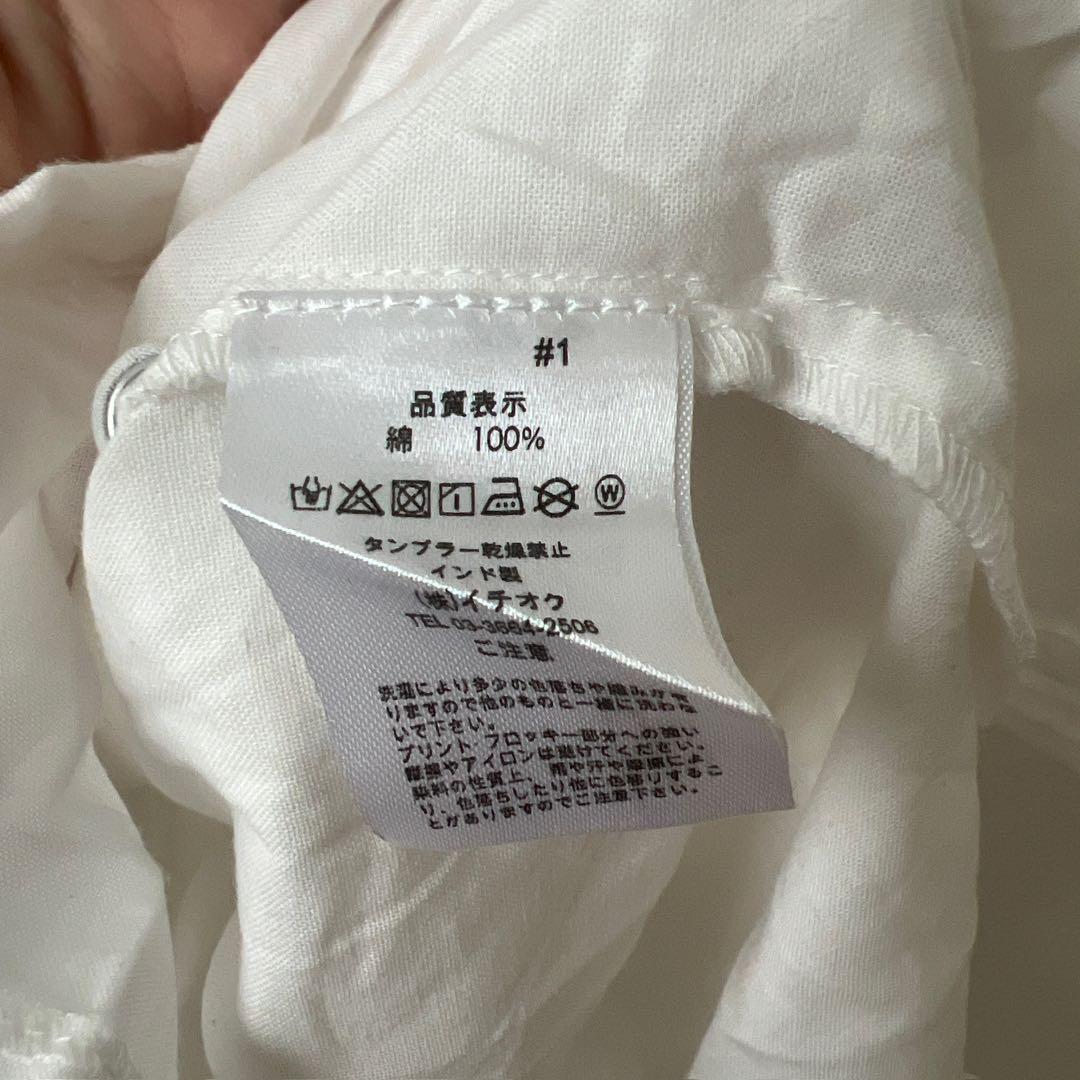 #1
品質表示
綿 100%
W
タンブラー乾燥禁止
インド製
(株)イチオク
TEL 03-3664-2506
ご注意
洗濯により多少の色落ちや縮みが有
りますので他のものと一緒に洗わな
いで下さい。
プリント フロッキー部分への強い
摩擦やアイロンは避けてください。
染料の性質上、雨や汗や摩擦によ
り、色落ちしたり他に色移りするこ
とがありますのでご注意下さい。